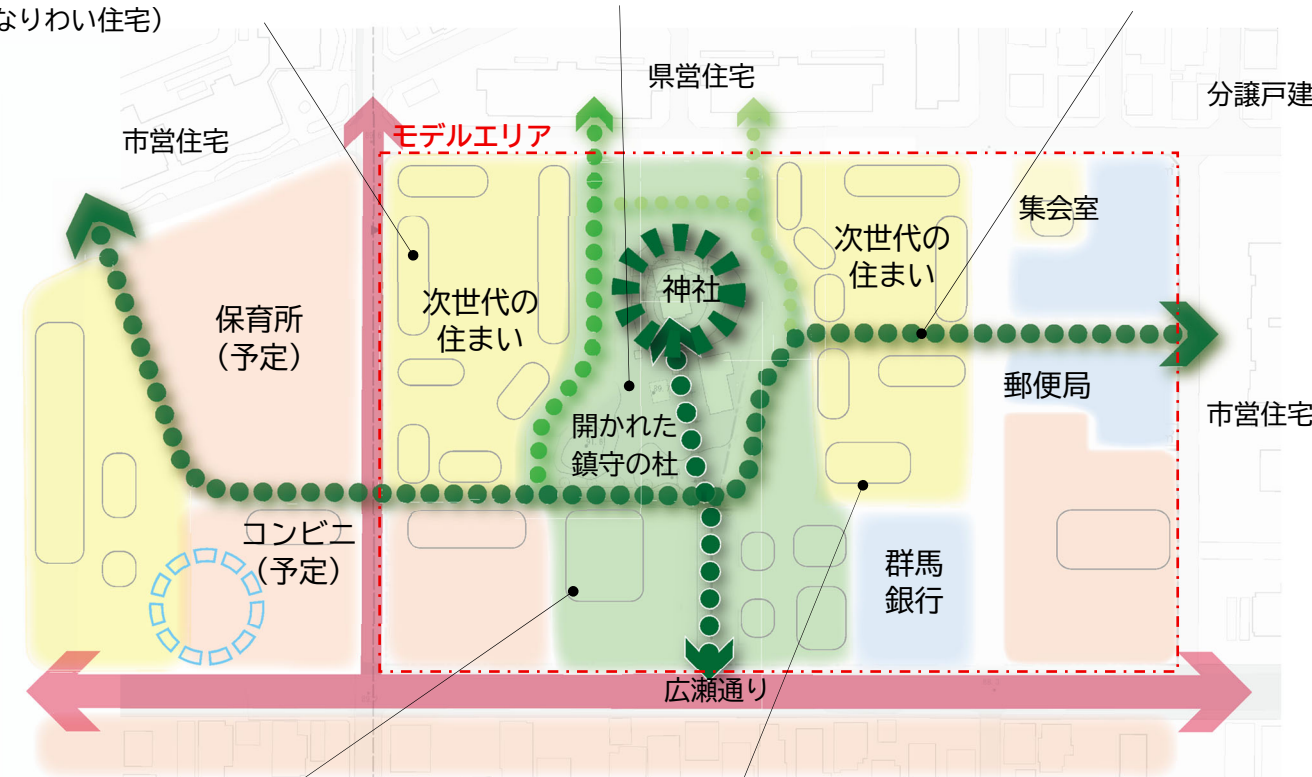 なりわい住宅）
県営住宅
分譲戸建
市営住宅
モデルエリア
集会室
次世代の
住まい
神社
次世代の
住まい
保育所
（予定）
郵便局
市営住宅
開かれた
鎮守の杜
コンビニ
（予定）
群馬
銀行
広瀬通り